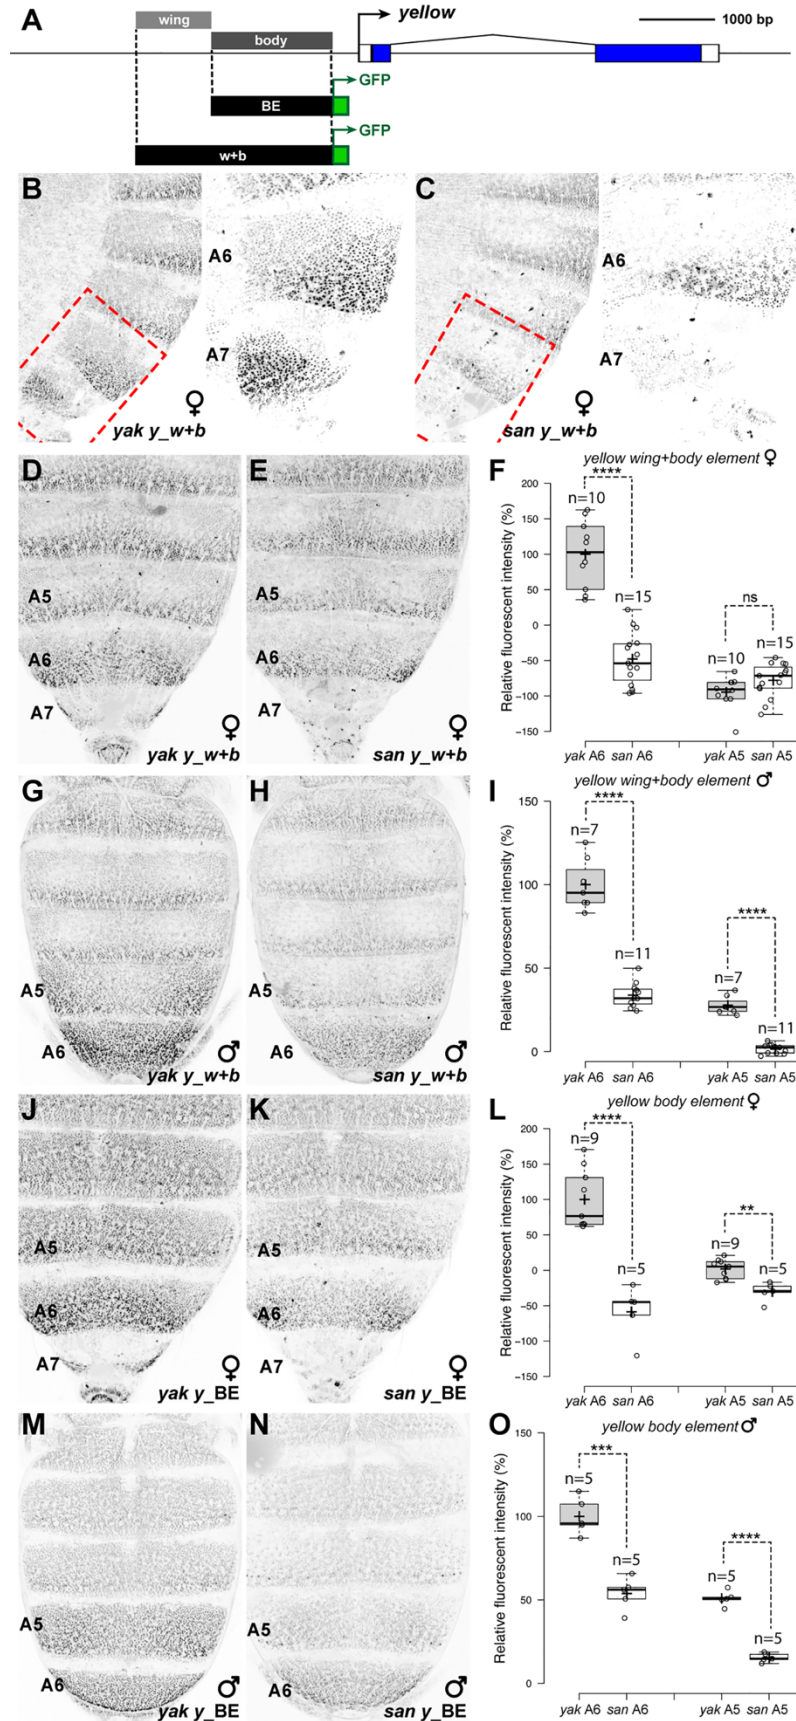 A
wing
yellow
1000 bp
body
GFP
BE
GFP
w+b
B
A6
A7
♀
yak y_w+b
C
A6
A7
♀
san y_w+b
D
A5
A6
A7
♀
yak y_w+b
E
A5
A6
A7
♀
san y_w+b
F
yellow wing+body element ♀
Relative fluorescent intensity (%)
200
150
100
50
0
−50
−100
−150
****
n=10
n=15
ns
n=10
n=15
yak A6 san A6 yak A5 san A5
G
A5
A6
♂
yak y_w+b
H
A5
A6
♂
san y_w+b
I
yellow wing+body element ♂
Relative fluorescent intensity (%)
150
100
50
0
****
n=7
n=11
****
n=7
n=11
yak A6 san A6 yak A5 san A5
J
A5
A6
A7
♀
yak y_BE
K
A5
A6
A7
♀
san y_BE
L
yellow body element ♀
Relative fluorescent intensity (%)
200
150
100
50
0
−50
−100
−150
****
n=9
n=5
**
n=9
n=5
yak A6 san A6 yak A5 san A5
M
A5
A6
♂
yak y_BE
N
A5
A6
♂
san y_BE
O
yellow body element ♂
Relative fluorescent intensity (%)
150
100
50
0
***
n=5
n=5
****
n=5
n=5
yak A6 san A6 yak A5 san A5